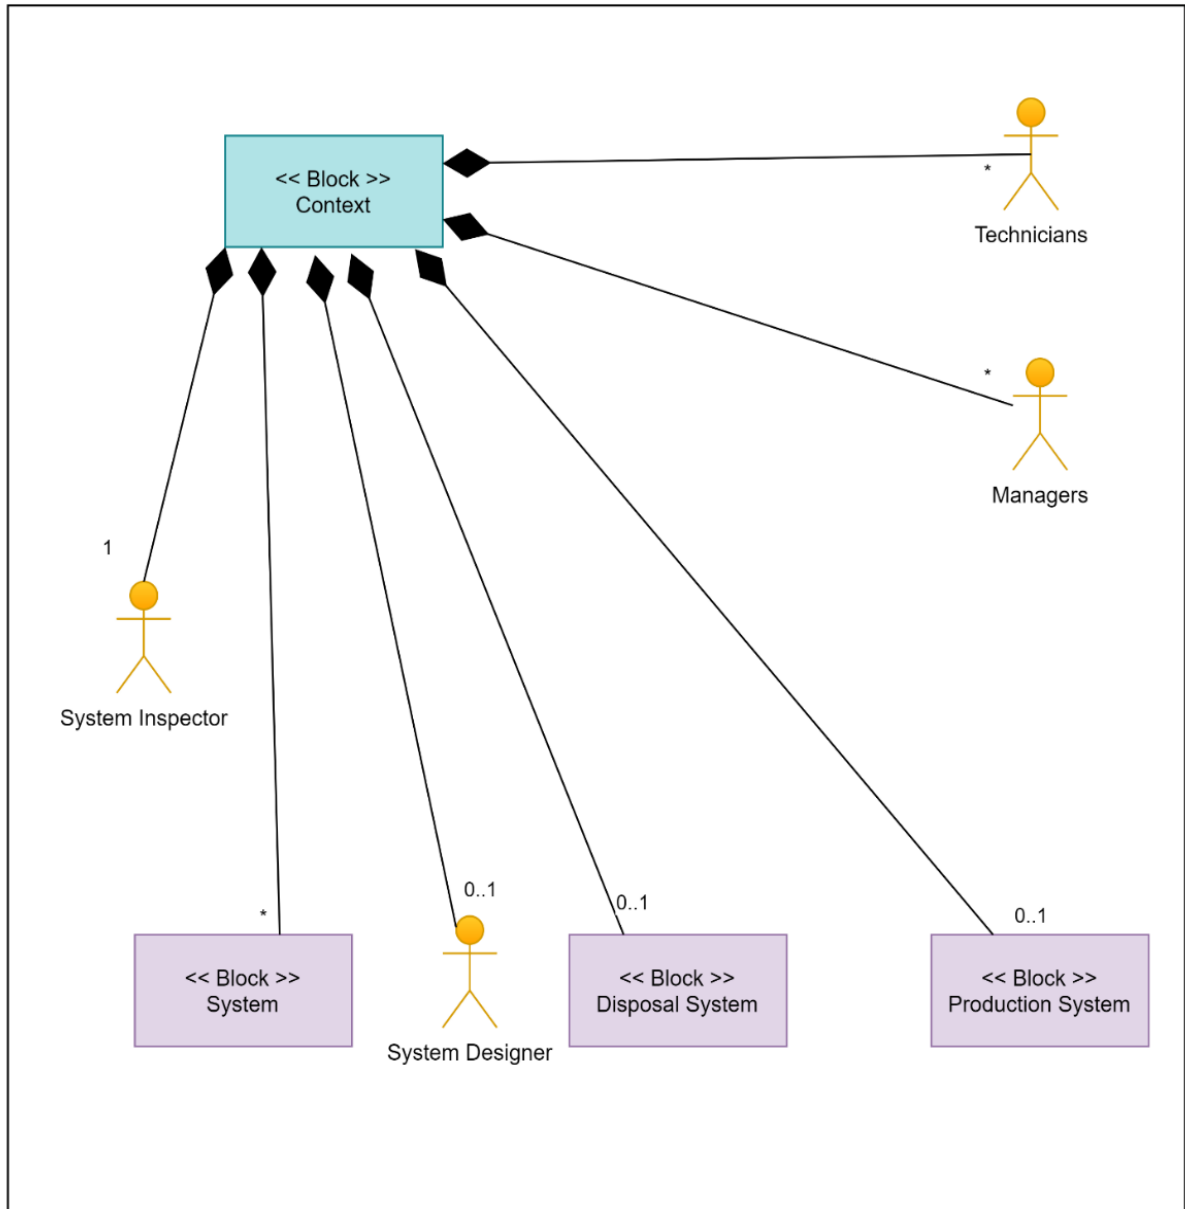 << Block >>
Context
*
Technicians
*
Managers
1
System Inspector
*
<< Block >>
System
0..1
System Designer
0..1
<< Block >>
Disposal System
0..1
<< Block >>
Production System